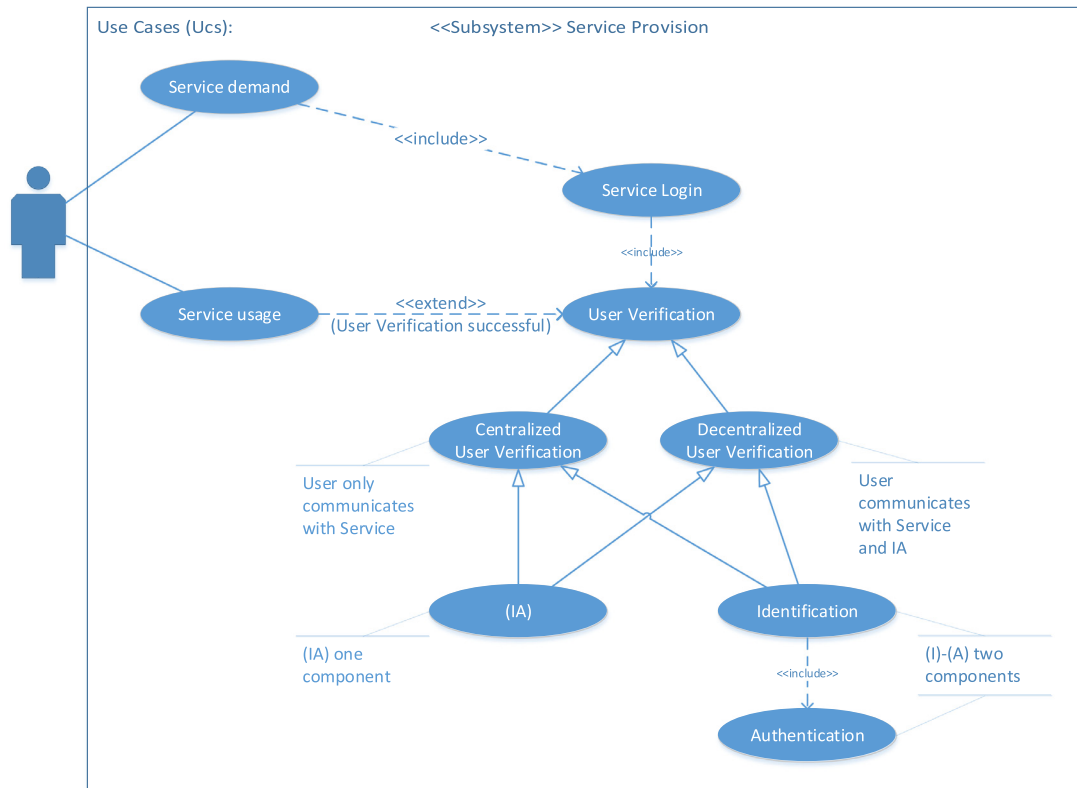 Use Cases (Ucs):
<<Subsystem>> Service Provision
Service demand
<<include>>
Service Login
<<include>>
Service usage
<<extend>>
(User Verification successful)
User Verification
Centralized
User Verification
Decentralized
User Verification
User only
communicates
with Service
User
communicates
with Service
and IA
(IA)
Identification
(IA) one
component
(I)-(A) two
components
<<include>>
Authentication